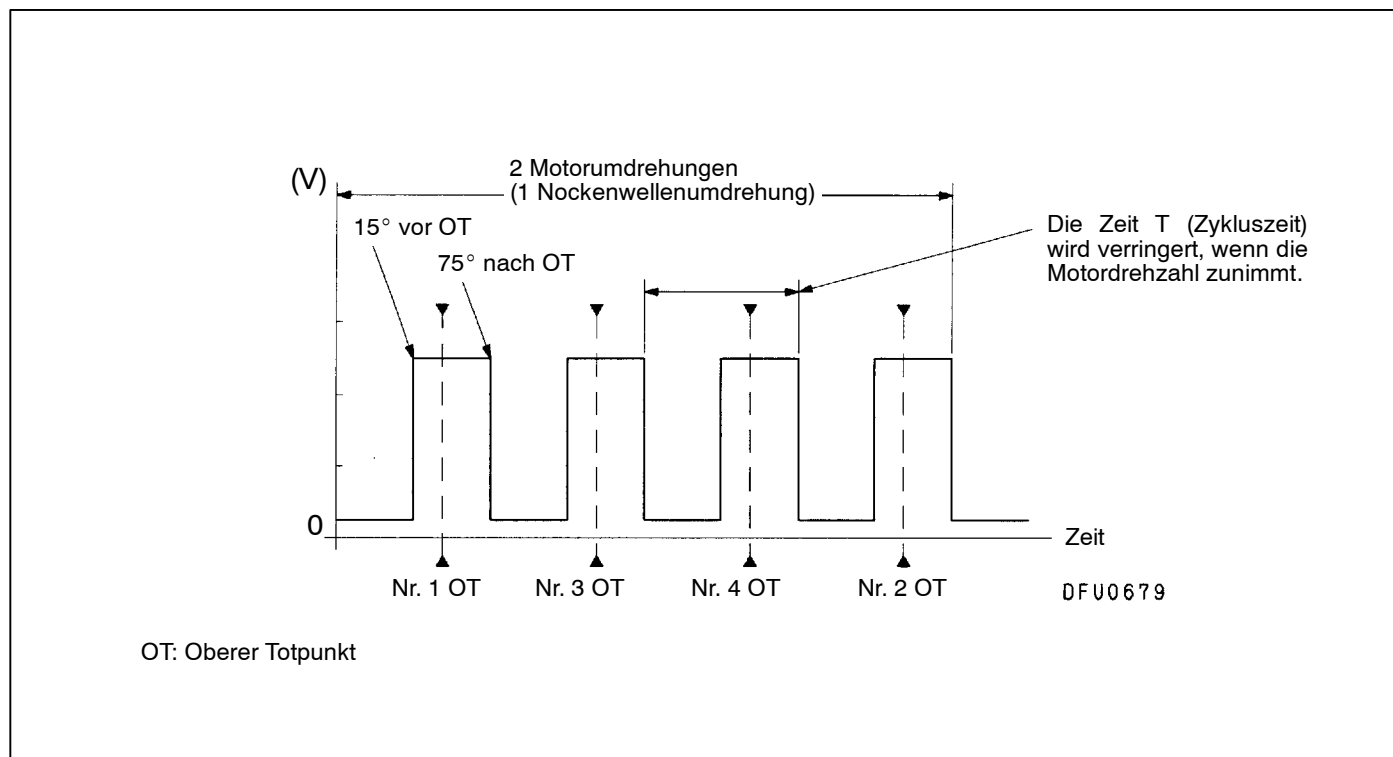 2 Motorumdrehungen
(1 Nockenwellenumdrehung)
(V)
15° vor OT
75° nach OT
Die Zeit T (Zykluszeit)
wird verringert, wenn die
Motordrehzahl zunimmt.
0
Zeit
Nr. 1 OT
Nr. 3 OT
Nr. 4 OT
Nr. 2 OT
DFU0679
OT: Oberer Totpunkt